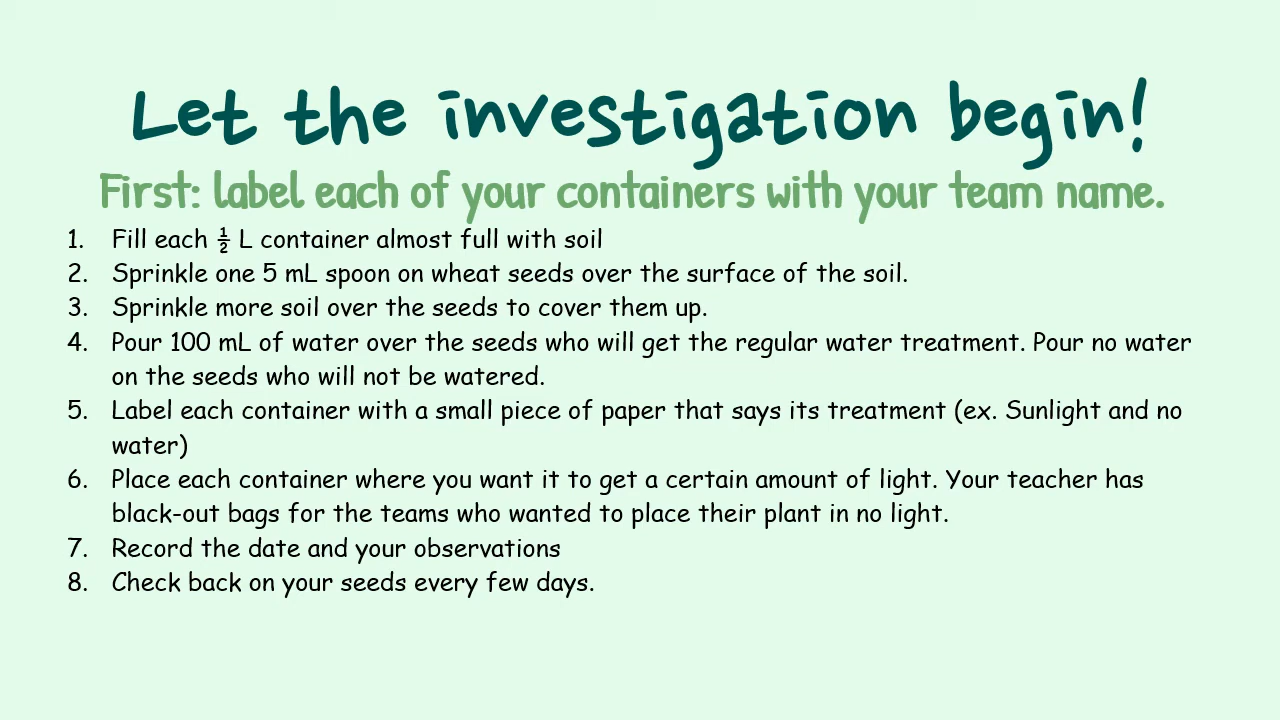 Let the investigation begin!
First: label each of your containers with your team name.
1. Fill each ½ L container almost full with soil
2. Sprinkle one 5 mL spoon on wheat seeds over the surface of the soil.
3. Sprinkle more soil over the seeds to cover them up.
4. Pour 100 mL of water over the seeds who will get the regular water treatment. Pour no water
on the seeds who will not be watered.
5. Label each container with a small piece of paper that says its treatment (ex. Sunlight and no
water)
6. Place each container where you want it to get a certain amount of light. Your teacher has
black-out bags for the teams who wanted to place their plant in no light.
7. Record the date and your observations
8. Check back on your seeds every few days.